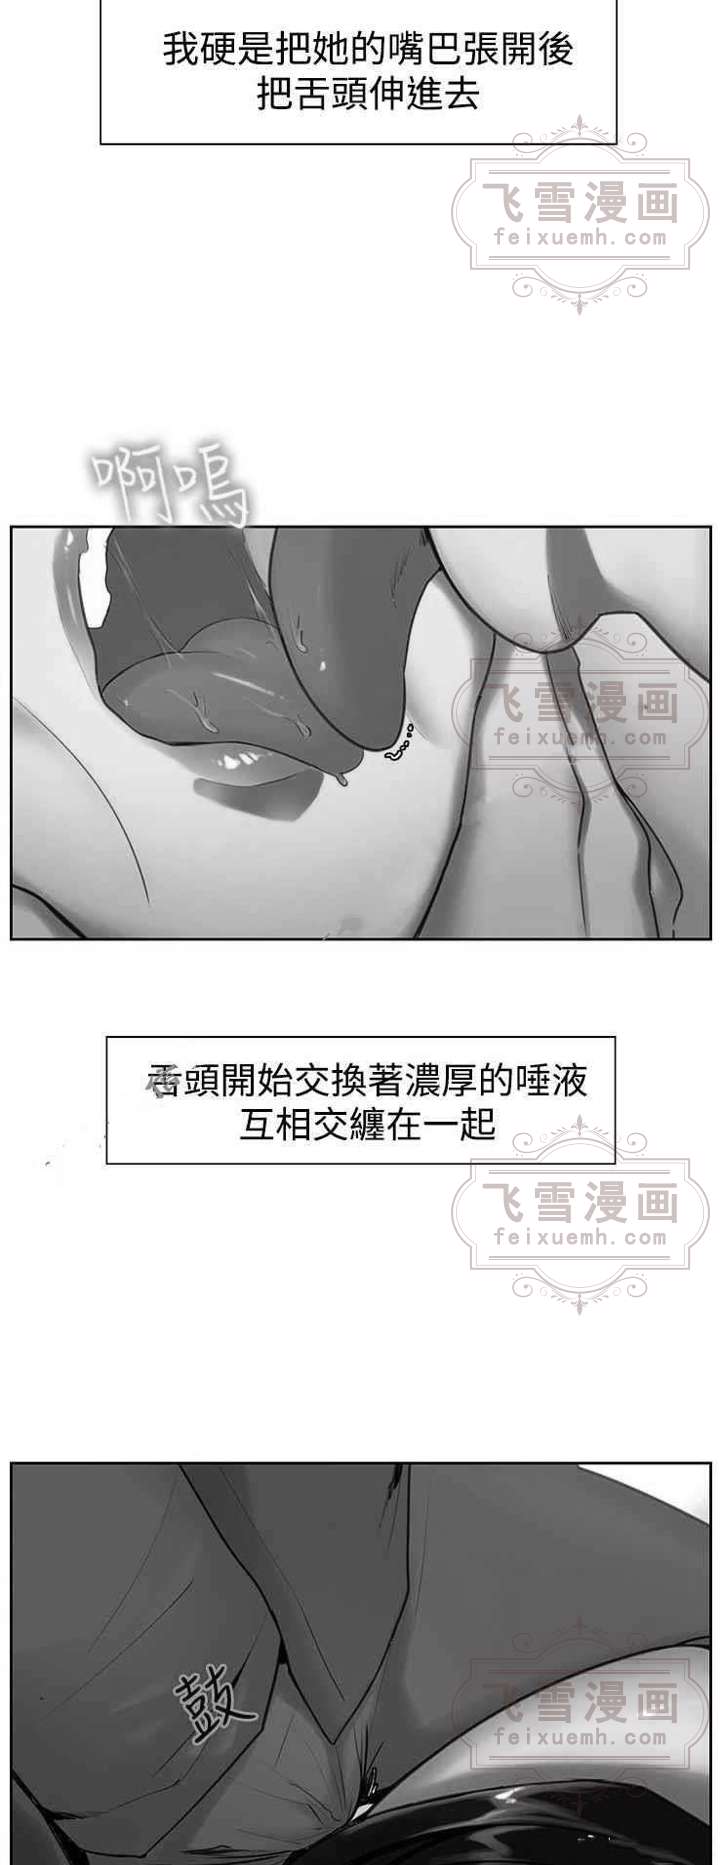 我硬是把她的嘴巴張開後
把舌頭伸進去
飞雪漫画
feixuemh.com
啊嗚
飞雪漫画
feixuemh.com
舌頭開始交換著濃厚的唾液
互相交纏在一起
飞雪漫画
feixuemh.com
鼓
飞雪漫画
feixuemh.com